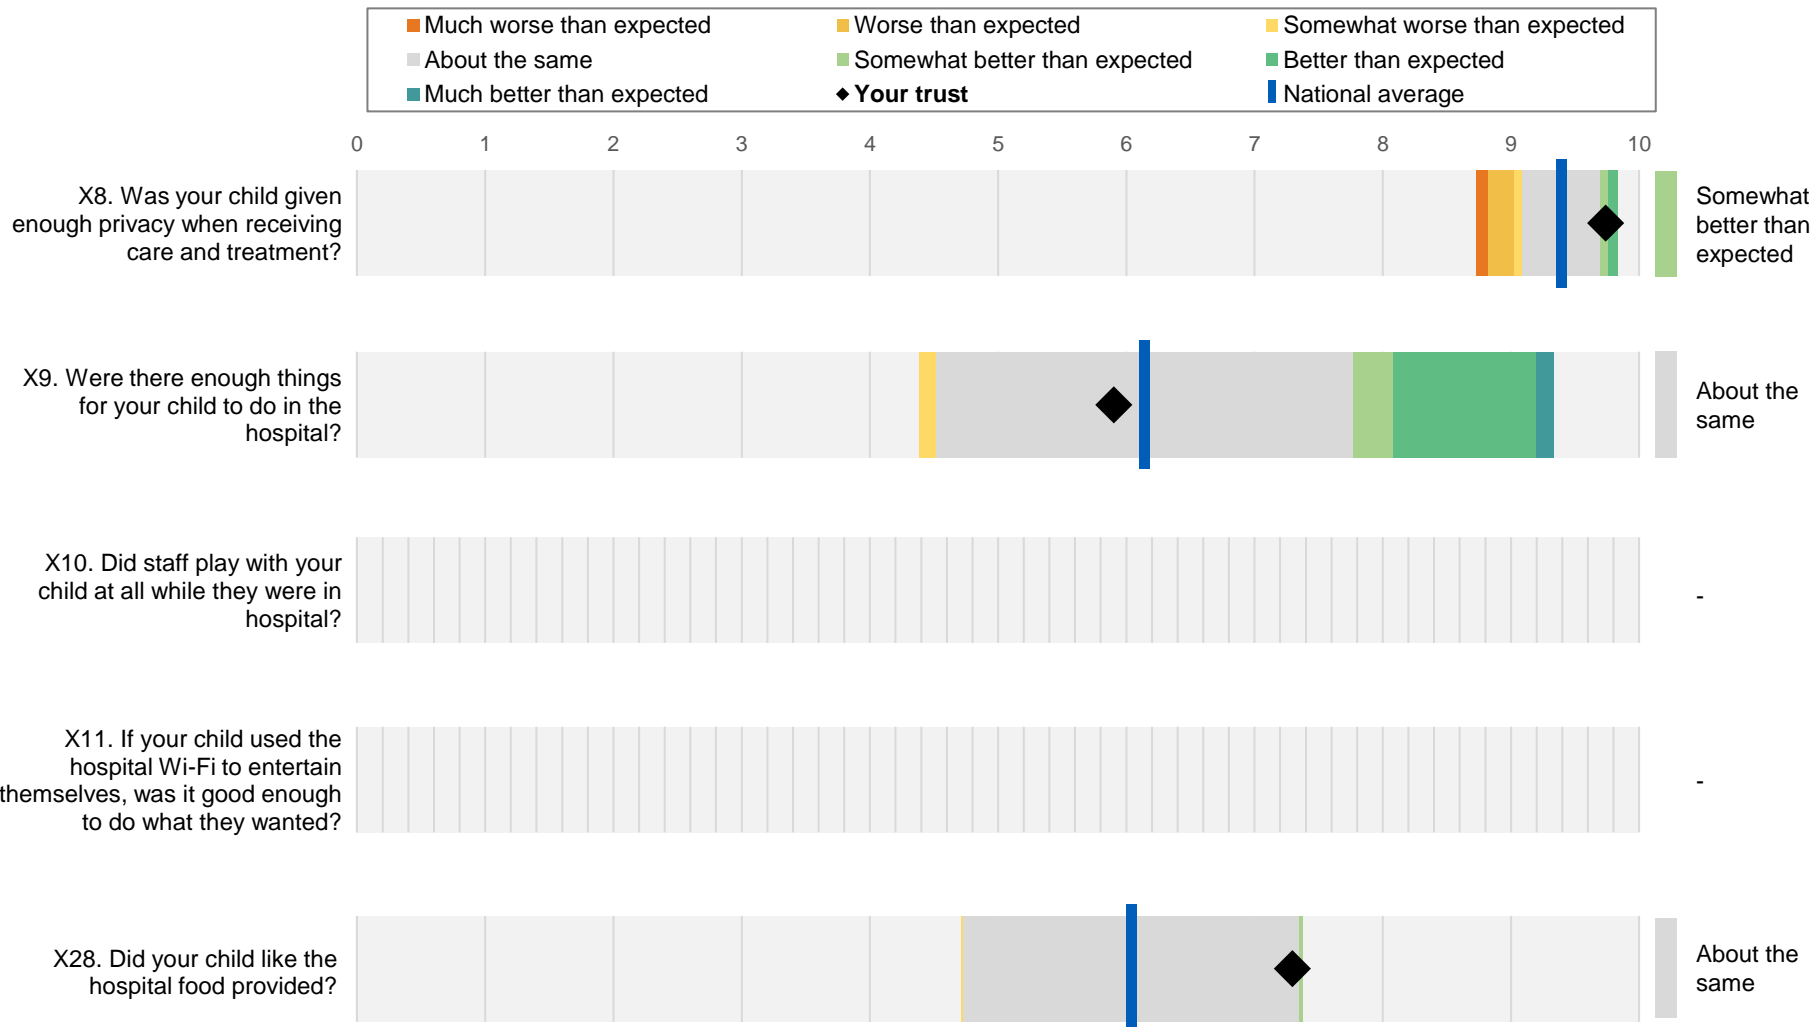 Much worse than expected
Worse than expected
Somewhat worse than expected
About the same
Somewhat better than expected
Better than expected
Much better than expected
Your trust
National average
0 1 2 3 4 5 6 7 8 9 10
X8. Was your child given
enough privacy when receiving
care and treatment?
Somewhat
better than
expected
X9. Were there enough things
for your child to do in the
hospital?
About the
same
X10. Did staff play with your
child at all while they were in
hospital?
-
X11. If your child used the
hospital Wi-Fi to entertain
themselves, was it good enough
to do what they wanted?
-
X28. Did your child like the
hospital food provided?
About the
same